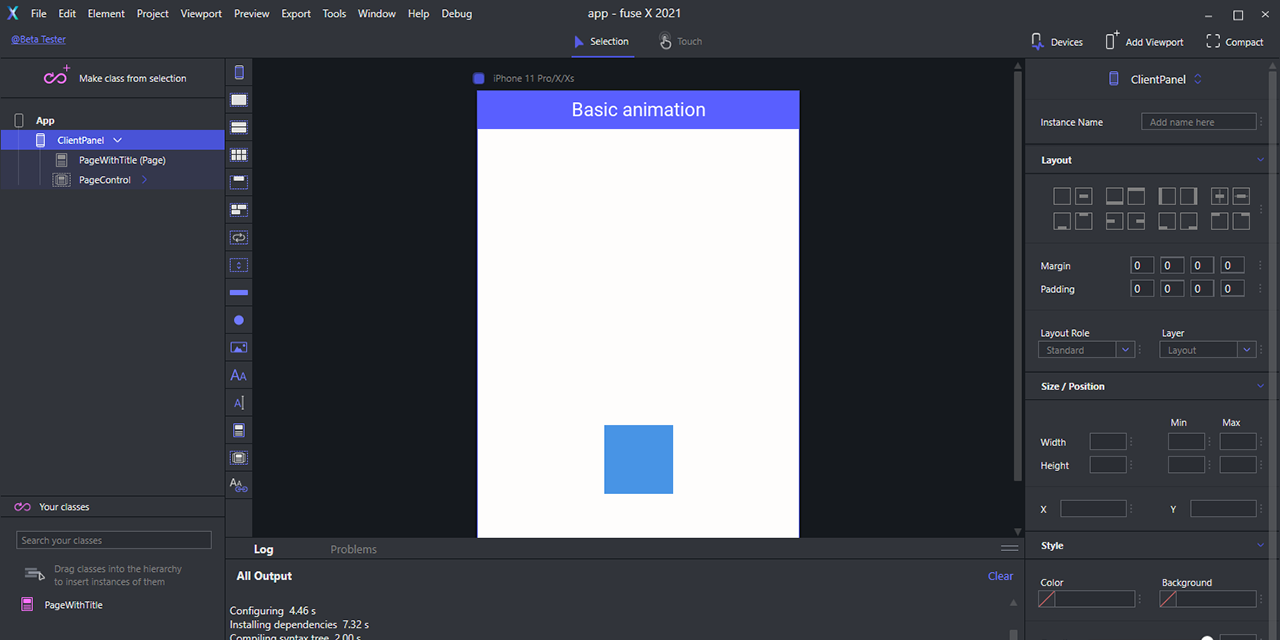 File Edit Element Project Viewport Preview Export Tools Window Help Debug
app - fuse X 2021
@Beta Tester
Selection
Touch
Devices
Add Viewport
Compact
Make class from selection
App
ClientPanel
PageWithTitle (Page)
PageControl
iPhone 11 Pro/X/Xs
Basic animation
Your classes
Search your classes
Drag classes into the hierarchy
to insert instances of them
PageWithTitle
AA
A
AA
Log
Problems
All Output
Clear
Configuring 4.46 s
Installing dependencies 7.32 s
Compiling syntax tree 2.00 s
ClientPanel
Instance Name
Add name here
Layout
Margin 0 0 0 0
Padding 0 0 0 0
Layout Role Layer
Standard Layout
Size / Position
Min Max
Width
Height
X Y
Style
Color Background